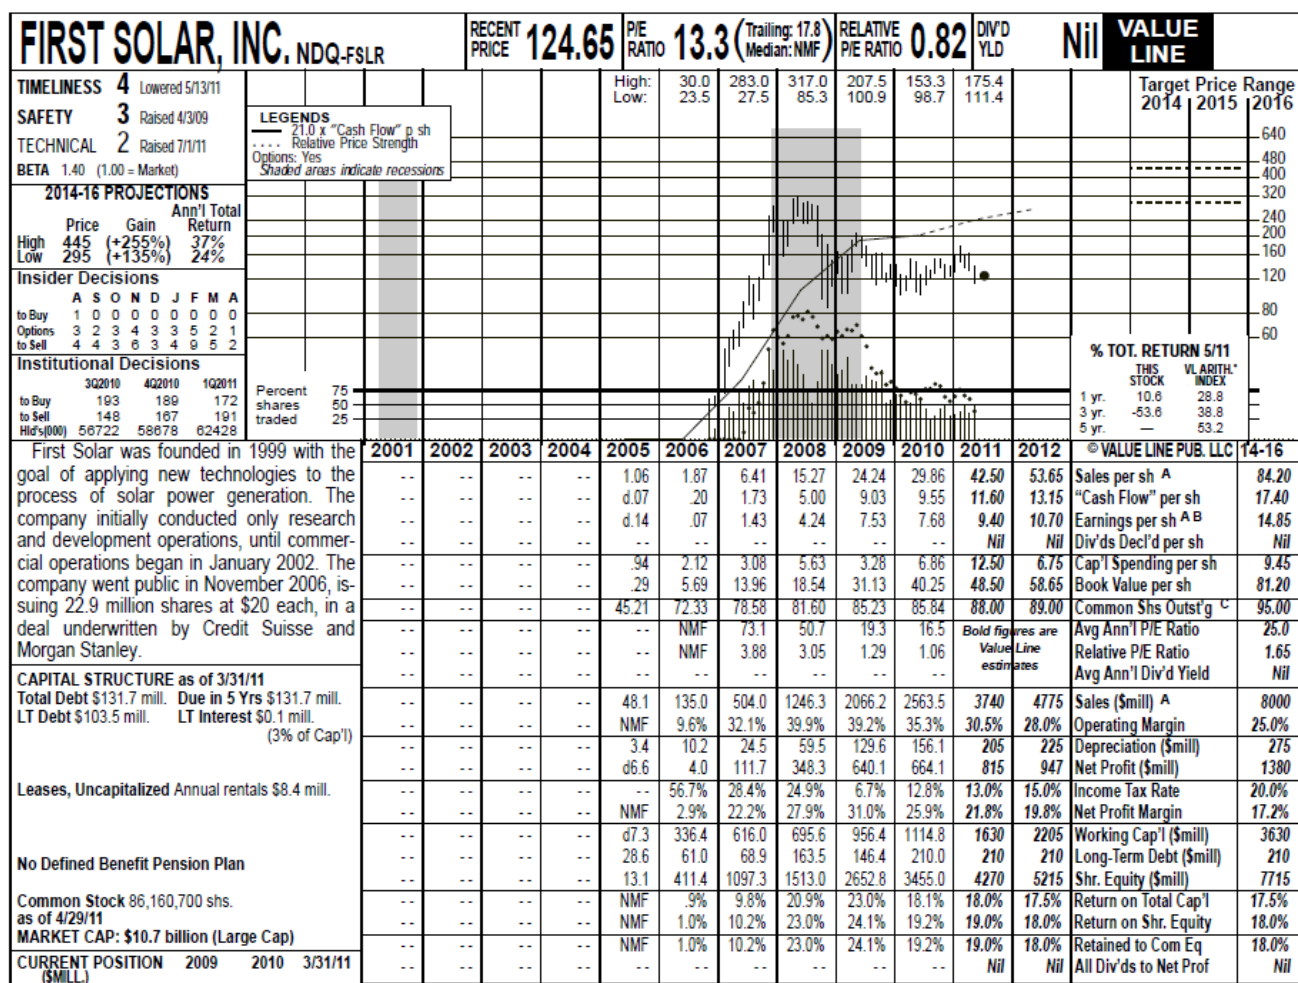 FIRST SOLAR, INC. NDQ-FSLR RECENT PRICE 124.65 P/E RATIO 13.3 (Trailing: 17.8 Median: NMF) RELATIVE P/E RATIO 0.82 DIV'D YLD Nil VALUE LINE
TIMELINESS 4 Lowered 5/13/11
SAFETY 3 Raised 4/3/09
TECHNICAL 2 Raised 7/1/11
BETA 1.40 (1.00 = Market)
2014-16 PROJECTIONS
Ann'l Total
Price Gain Return
High 445 (+255%) 37%
Low 295 (+135%) 24%
Insider Decisions
A S O N D J F M A
to Buy 1 0 0 0 0 0 0 0 0
Options 3 2 3 4 3 3 5 2 1
to Sell 4 4 3 6 3 4 9 5 2
Institutional Decisions
3Q2010 4Q2010 1Q2011
to Buy 193 189 172
to Sell 148 167 191
Hld's(000) 56722 58678 62428
High: 30.0 283.0 317.0 207.5 153.3 175.4
Low: 23.5 27.5 85.3 100.9 98.7 111.4
LEGENDS
21.0 x "Cash Flow" p sh
Relative Price Strength
Options: Yes
Shaded areas indicate recessions
Target Price Range
2014 2015 2016
640
480
400
320
240
200
160
120
80
60
Percent 75
shares 50
traded 25
% TOT. RETURN 5/11
THIS STOCK VL ARITH.* INDEX
1 yr. 10.6 28.8
3 yr. -53.6 38.8
5 yr. — 53.2
First Solar was founded in 1999 with the
goal of applying new technologies to the
process of solar power generation. The
company initially conducted only research
and development operations, until commer-
cial operations began in January 2002. The
company went public in November 2006, is-
suing 22.9 million shares at $20 each, in a
deal underwritten by Credit Suisse and
Morgan Stanley.
CAPITAL STRUCTURE as of 3/31/11
Total Debt $131.7 mill. Due in 5 Yrs $131.7 mill.
LT Debt $103.5 mill. LT Interest $0.1 mill.
(3% of Cap'l)
Leases, Uncapitalized Annual rentals $8.4 mill.
No Defined Benefit Pension Plan
Common Stock 86,160,700 shs.
as of 4/29/11
MARKET CAP: $10.7 billion (Large Cap)
CURRENT POSITION 2009 2010 3/31/11
($MILL.)
2001 2002 2003 2004 2005 2006 2007 2008 2009 2010 2011 2012 © VALUE LINE PUB. LLC 14-16
-- -- -- -- 1.06 1.87 6.41 15.27 24.24 29.86 42.50 53.65 Sales per sh A 84.20
-- -- -- -- d.07 .20 1.73 5.00 9.03 9.55 11.60 13.15 "Cash Flow" per sh 17.40
-- -- -- -- d.14 .07 1.43 4.24 7.53 7.68 9.40 10.70 Earnings per sh A B 14.85
-- -- -- -- -- -- -- -- -- -- Nil Nil Div'ds Decl'd per sh Nil
-- -- -- -- .94 2.12 3.08 5.63 3.28 6.86 12.50 6.75 Cap'l Spending per sh 9.45
-- -- -- -- .29 5.69 13.96 18.54 31.13 40.25 48.50 58.65 Book Value per sh 81.20
-- -- -- -- 45.21 72.33 78.58 81.60 85.23 85.84 88.00 89.00 Common Shs Outst'g C 95.00
-- -- -- -- -- NMF 73.1 50.7 19.3 16.5 Bold figures are Avg Ann'l P/E Ratio 25.0
-- -- -- -- -- NMF 3.88 3.05 1.29 1.06 Value Line Relative P/E Ratio 1.65
-- -- -- -- -- -- -- -- -- -- estimates Avg Ann'l Div'd Yield Nil
-- -- -- -- 48.1 135.0 504.0 1246.3 2066.2 2563.5 3740 4775 Sales ($mill) A 8000
-- -- -- -- NMF 9.6% 32.1% 39.9% 39.2% 35.3% 30.5% 28.0% Operating Margin 25.0%
-- -- -- -- 3.4 10.2 24.5 59.5 129.6 156.1 205 225 Depreciation ($mill) 275
-- -- -- -- d6.6 4.0 111.7 348.3 640.1 664.1 815 947 Net Profit ($mill) 1380
-- -- -- -- -- 56.7% 28.4% 24.9% 6.7% 12.8% 13.0% 15.0% Income Tax Rate 20.0%
-- -- -- -- NMF 2.9% 22.2% 27.9% 31.0% 25.9% 21.8% 19.8% Net Profit Margin 17.2%
-- -- -- -- d7.3 336.4 616.0 695.6 956.4 1114.8 1630 2205 Working Cap'l ($mill) 3630
-- -- -- -- 28.6 61.0 68.9 163.5 146.4 210.0 210 210 Long-Term Debt ($mill) 210
-- -- -- -- 13.1 411.4 1097.3 1513.0 2652.8 3455.0 4270 5215 Shr. Equity ($mill) 7715
-- -- -- -- NMF .9% 9.8% 20.9% 23.0% 18.1% 18.0% 17.5% Return on Total Cap'l 17.5%
-- -- -- -- NMF 1.0% 10.2% 23.0% 24.1% 19.2% 19.0% 18.0% Return on Shr. Equity 18.0%
-- -- -- -- NMF 1.0% 10.2% 23.0% 24.1% 19.2% 19.0% 18.0% Retained to Com Eq 18.0%
-- -- -- -- -- -- -- -- -- -- Nil Nil All Div'ds to Net Prof Nil